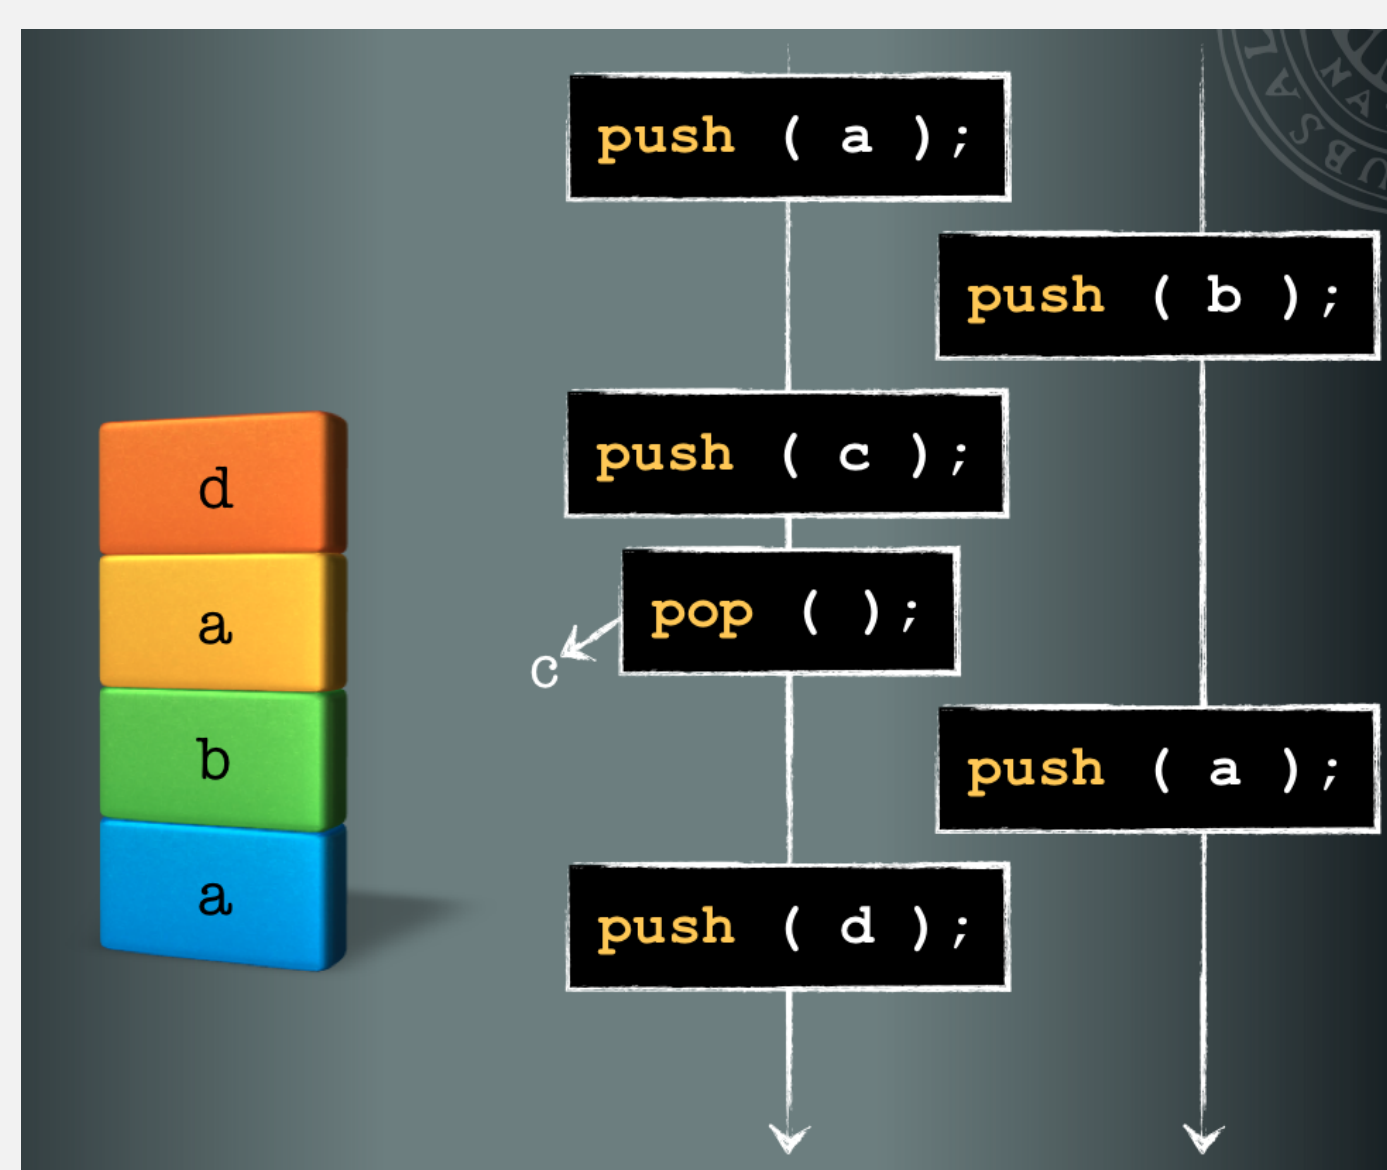 push ( a );
push ( b );
push ( c );
pop ( );
c
push ( a );
push ( d );
d
a
b
a